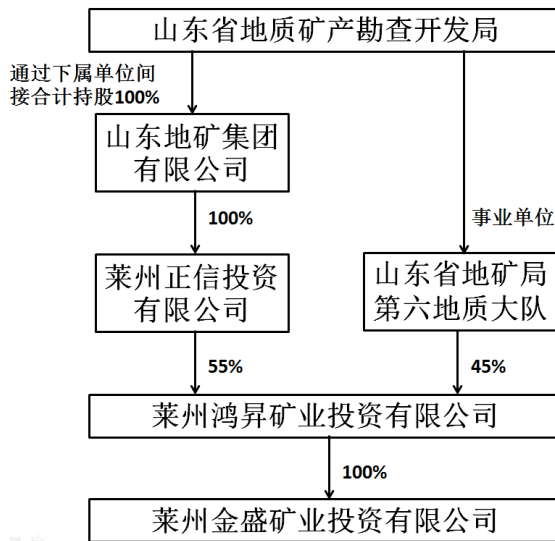 山东省地质矿产勘查开发局
通过下属单位间
接合计持股100%
山东地矿集团
有限公司
100%
事业单位
莱州正信投资
有限公司
山东省地矿局
第六地质大队
55%
45%
莱州鸿昇矿业投资有限公司
100%
莱州金盛矿业投资有限公司